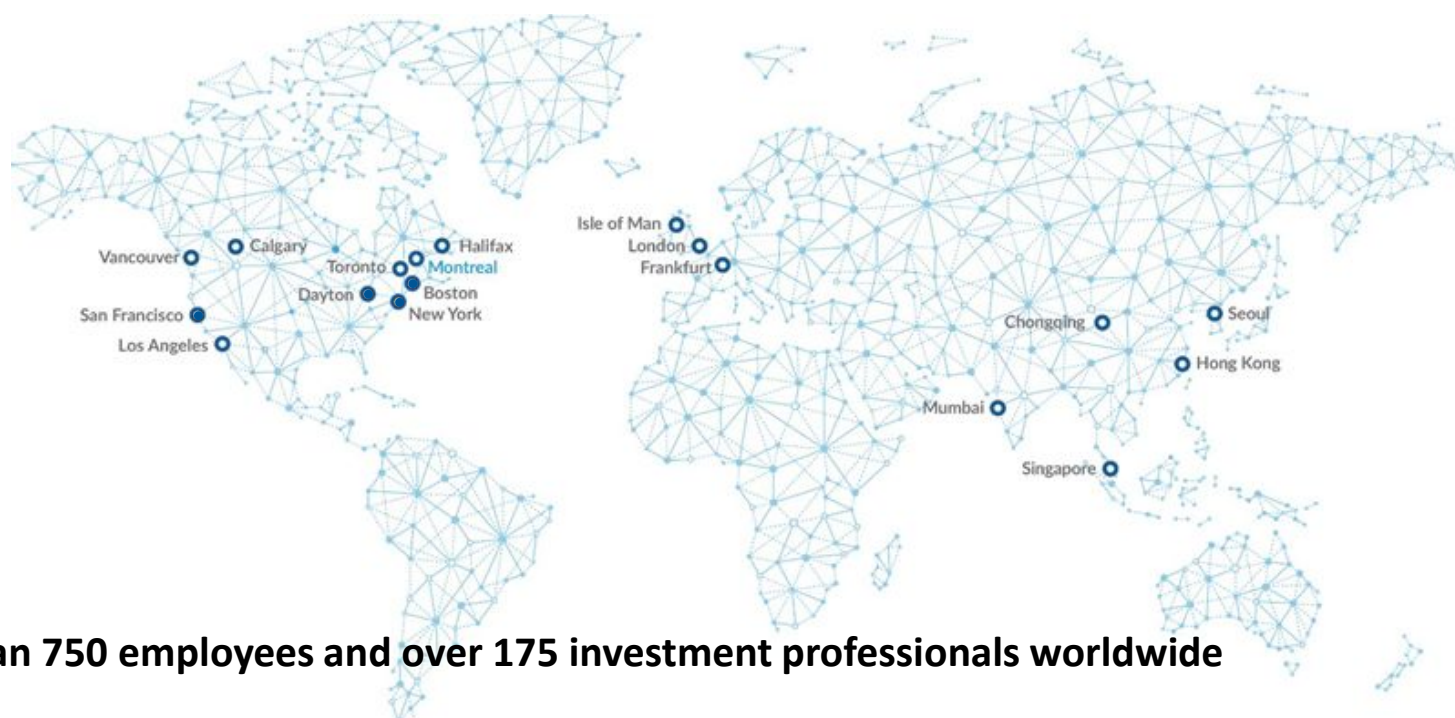 Isle of Man
Calgary
Halifax
London
Vancouver
Toronto
Montreal
Frankfurt
Dayton
Boston
New York
San Francisco
Seoul
Chongqing
Los Angeles
Hong Kong
Mumbai
Singapore
an 750 employees and over 175 investment professionals worldwide